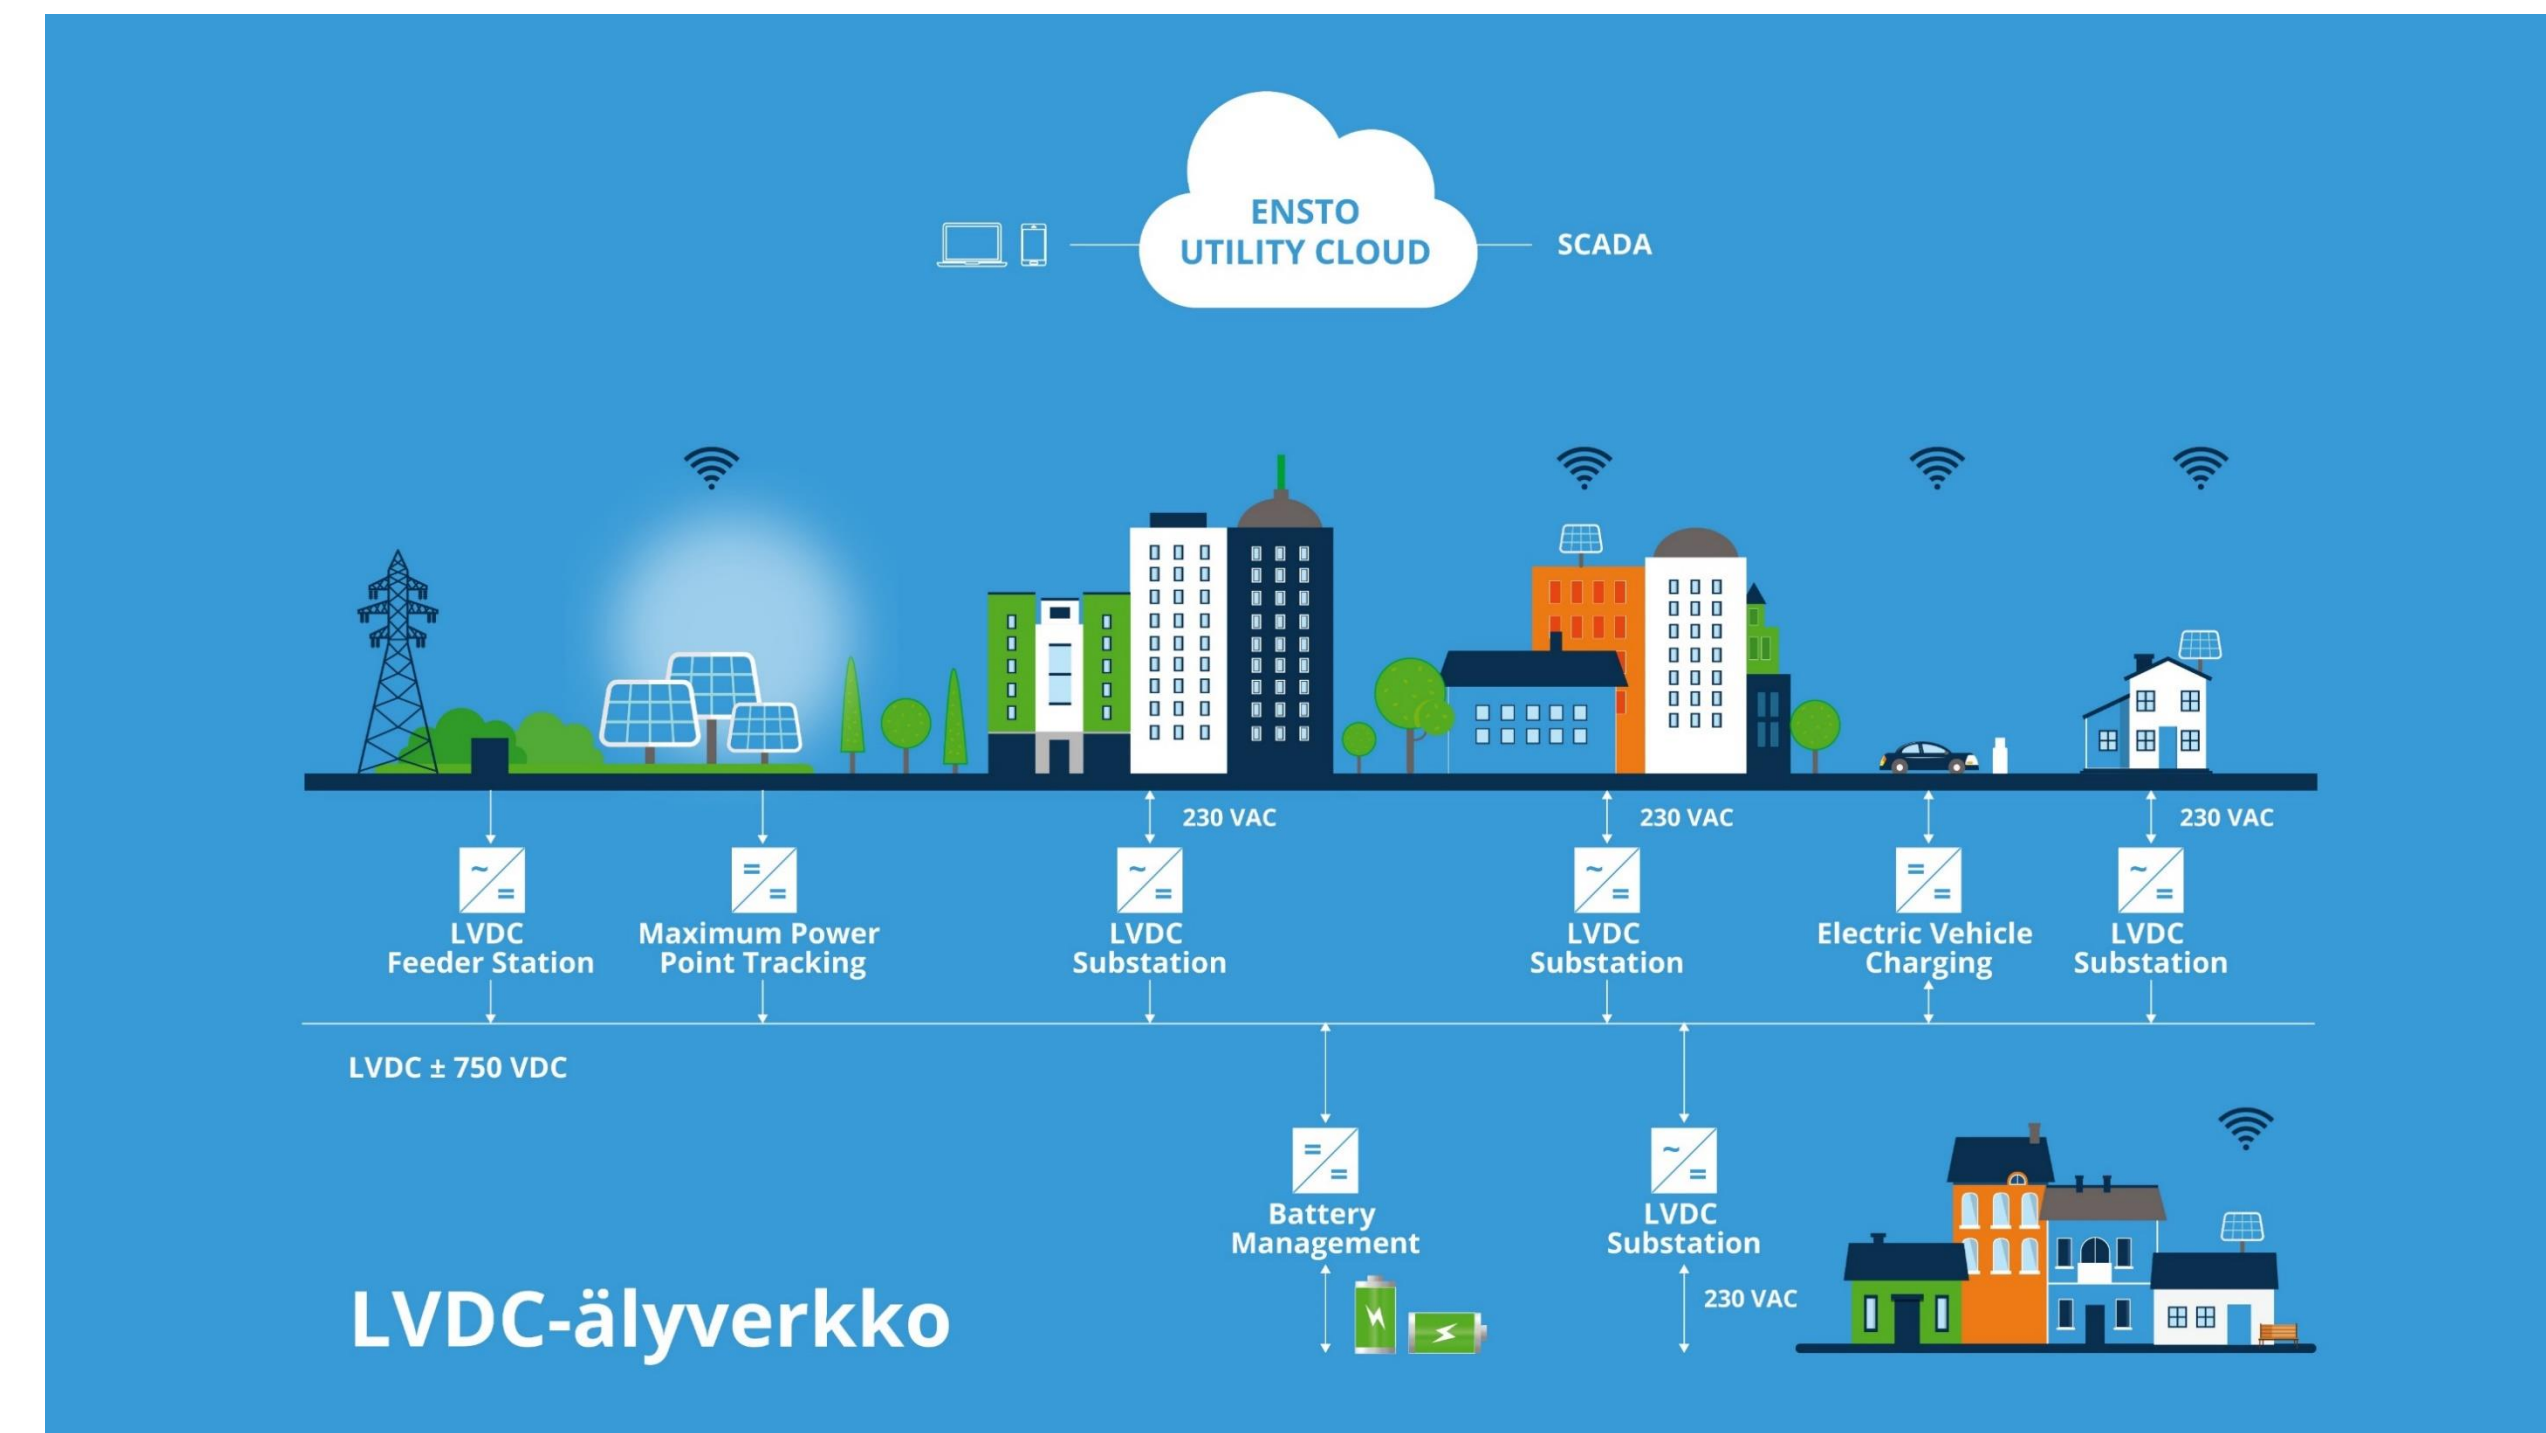 ENSTO
UTILITY CLOUD
SCADA
230 VAC
230 VAC
230 VAC
~
=
=
=
~
=
~
=
=
=
~
=
LVDC
Feeder Station
Maximum Power
Point Tracking
LVDC
Substation
LVDC
Substation
Electric Vehicle
Charging
LVDC
Substation
LVDC ± 750 VDC
=
=
~
=
Battery
Management
LVDC
Substation
230 VAC
LVDC-älyverkko